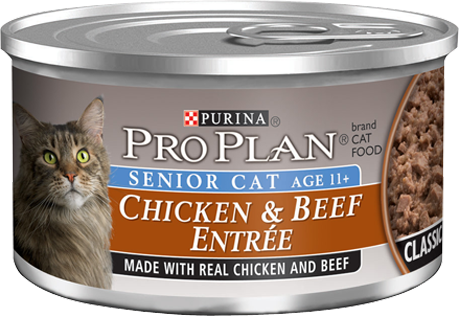 PURINA®
PRO PLAN®
brand
CAT
FOOD
SENIOR CAT AGE 11+
CHICKEN & BEEF
ENTRÉE
MADE WITH REAL CHICKEN AND BEEF
CLASSIC